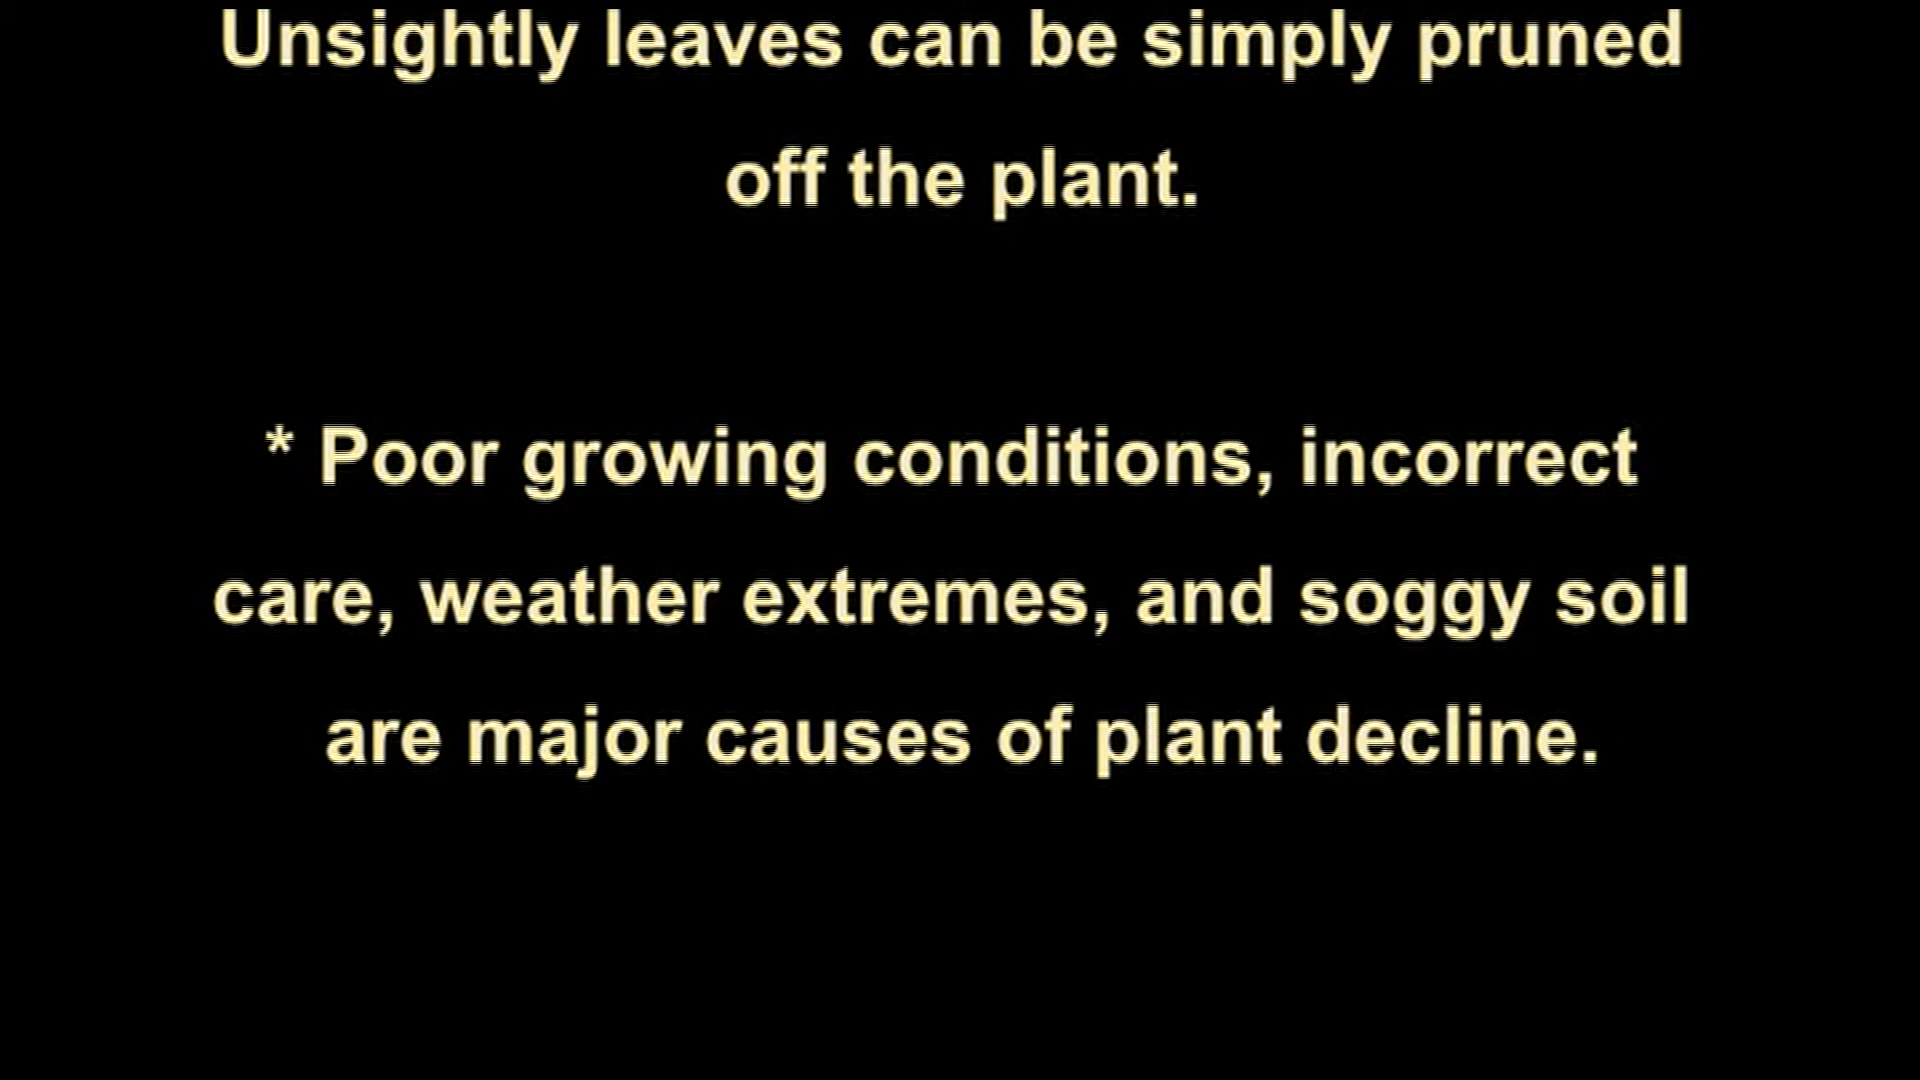 Unsightly leaves can be simply pruned
off the plant.
* Poor growing conditions, incorrect
care, weather extremes, and soggy soil
are major causes of plant decline.